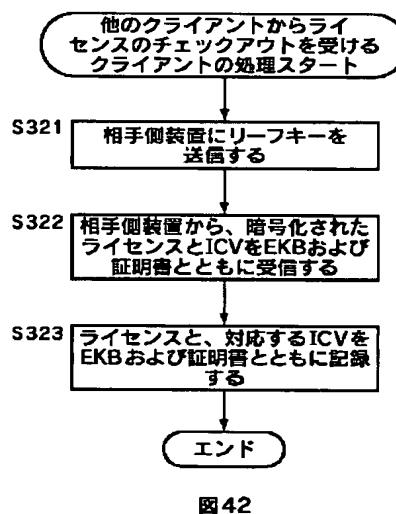 他のクライアントからライ
センスのチェックアウトを受ける
クライアントの処理スタート
S321
相手側装置にリーフキーを
送信する
S322
相手側装置から、暗号化された
ライセンスとICVをEKBおよび
証明書とともに受信する
S323
ライセンスと、対応するICVを
EKBおよび証明書とともに記録
する
エンド
図42